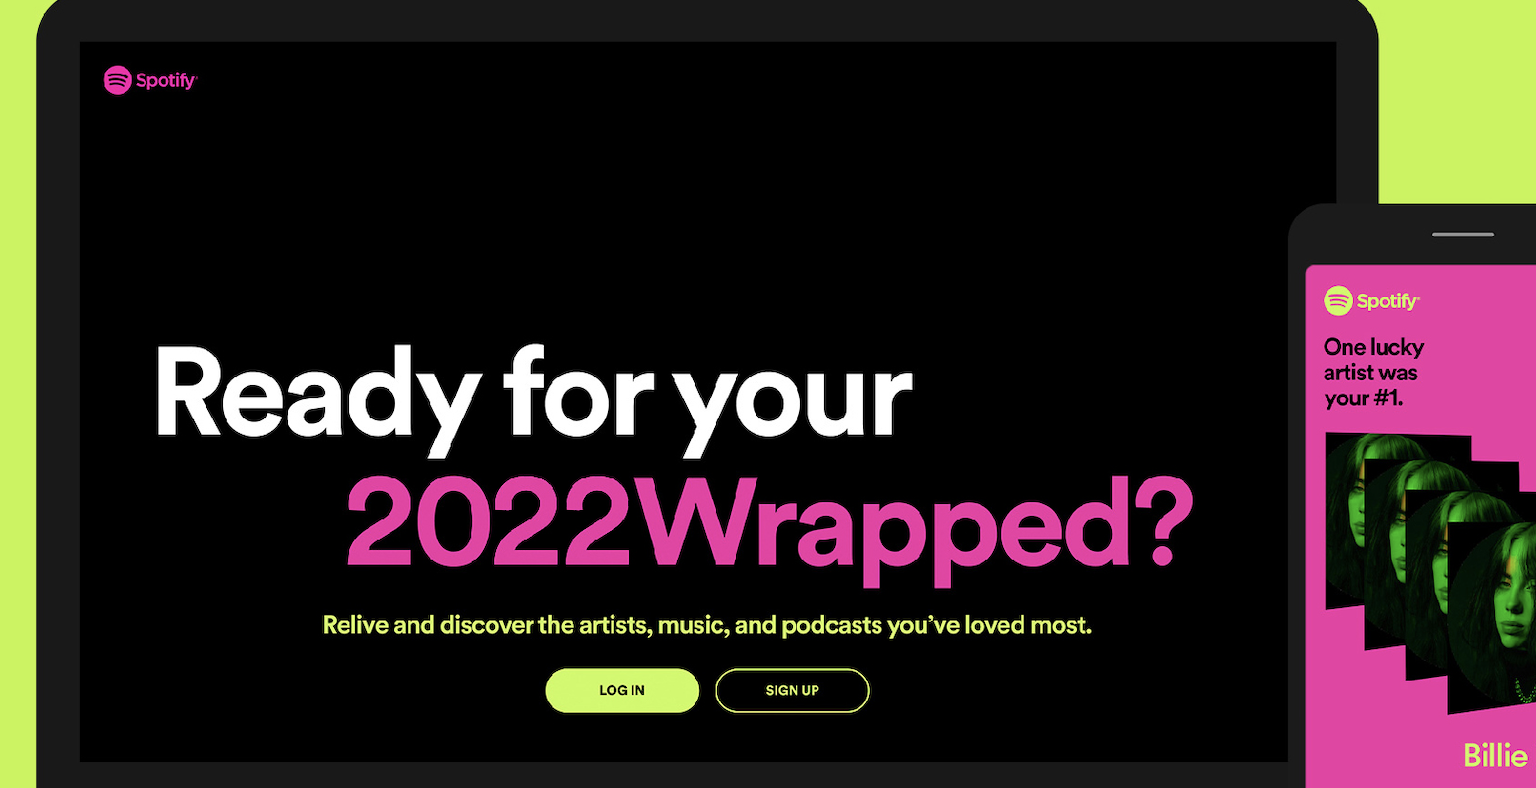 Spotify
Ready for your
2022Wrapped?
Relive and discover the artists, music, and podcasts you’ve loved most.
LOG IN
SIGN UP
Spotify
One lucky
artist was
your #1.
Billie